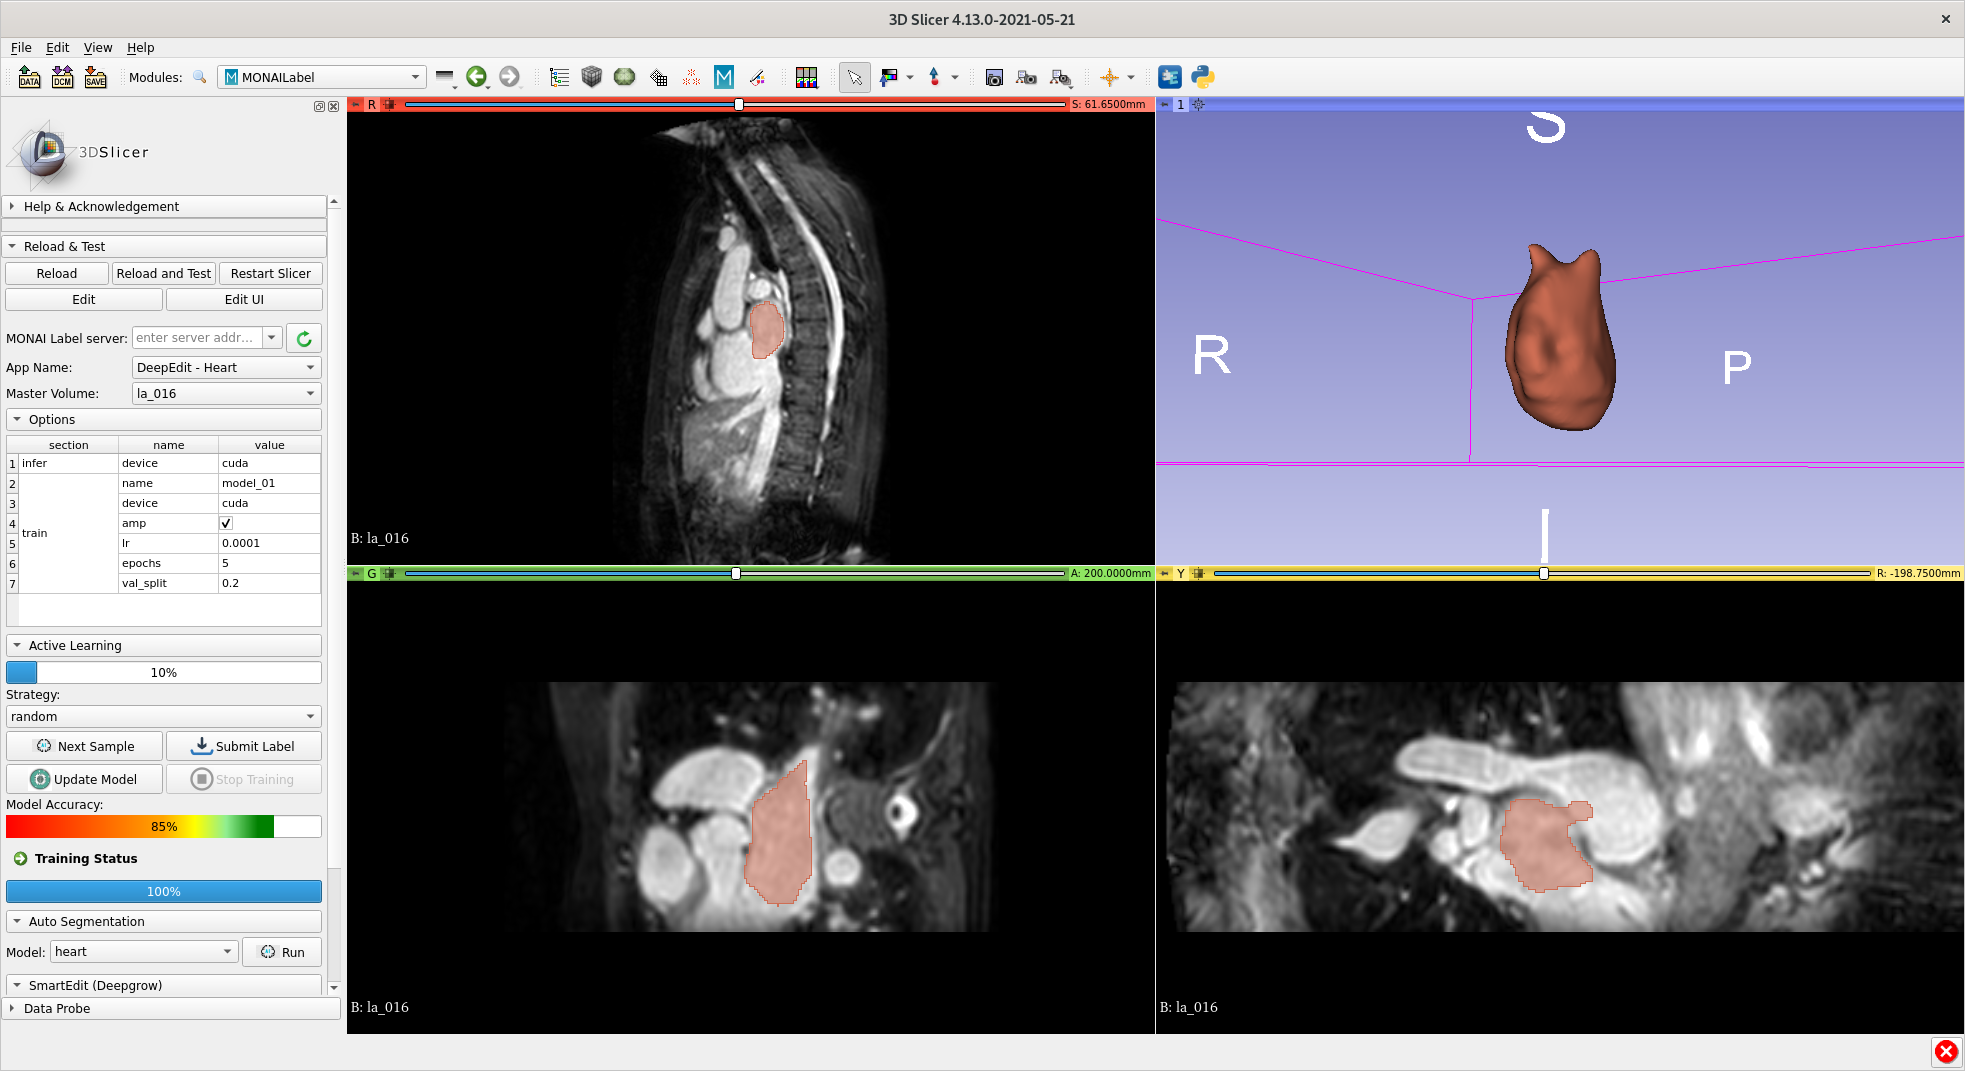 3D Slicer 4.13.0-2021-05-21
File Edit View Help
DATA DCM SAVE Modules: MONAILabel
3DSlicer
Help & Acknowledgement
Reload & Test
Reload Reload and Test Restart Slicer
Edit Edit UI
MONAI Label server: enter server addr...
App Name: DeepEdit - Heart
Master Volume: la_016
Options
section name value
1 infer device cuda
2 name model_01
3 device cuda
4 amp
train
5 lr 0.0001
6 epochs 5
7 val_split 0.2
Active Learning
10%
Strategy:
random
Next Sample Submit Label
Update Model Stop Training
Model Accuracy:
85%
Training Status
100%
Auto Segmentation
Model: heart Run
SmartEdit (Deepgrow)
Data Probe
R S: 61.6500mm
B: la_016
1
S
R P
I
G A: 200.0000mm
B: la_016
Y R: -198.7500mm
B: la_016